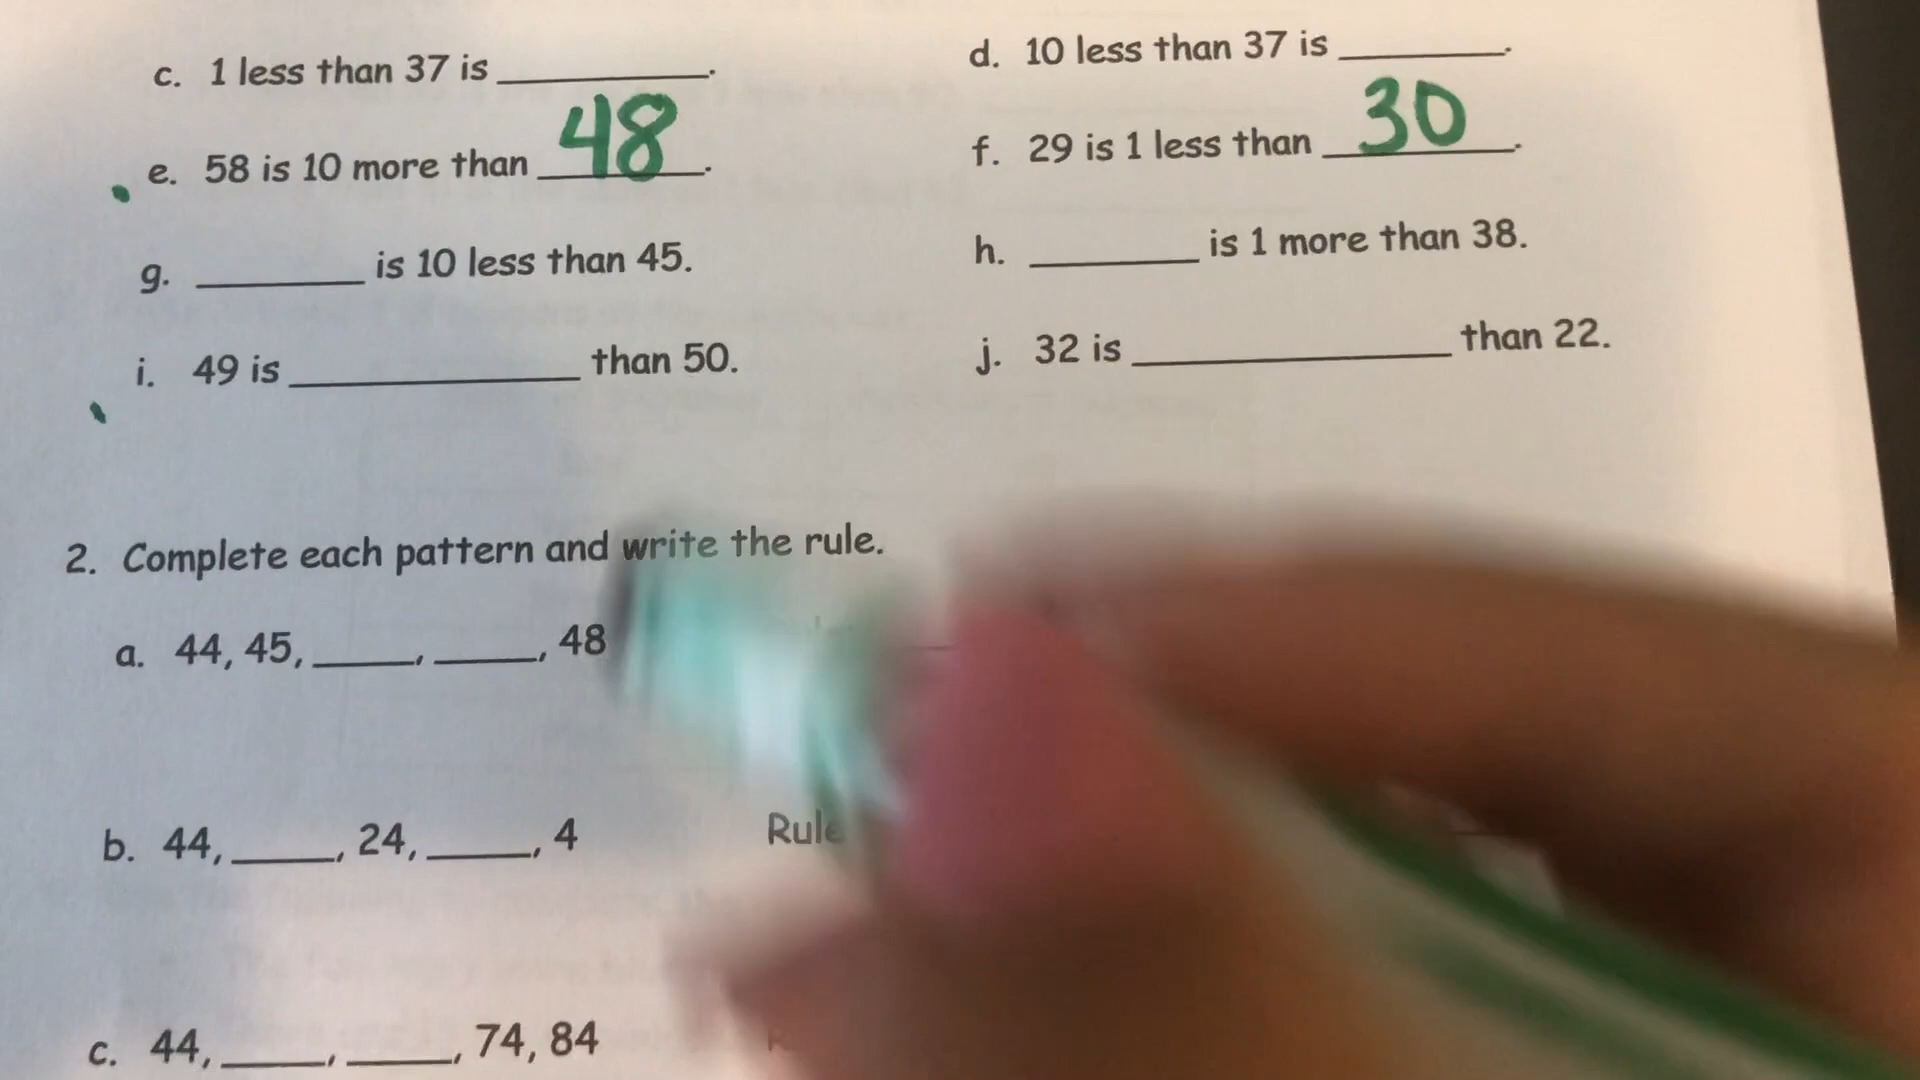 c. 1 less than 37 is ________.
d. 10 less than 37 is ________.
e. 58 is 10 more than 48.
f. 29 is 1 less than 30.
g. ________ is 10 less than 45.
h. ________ is 1 more than 38.
i. 49 is ____________ than 50.
j. 32 is ____________ than 22.
2. Complete each pattern and write the rule.
a. 44, 45, _____, _____, 48
b. 44, _____, 24, _____, 4 Rule
c. 44, _____, _____, 74, 84